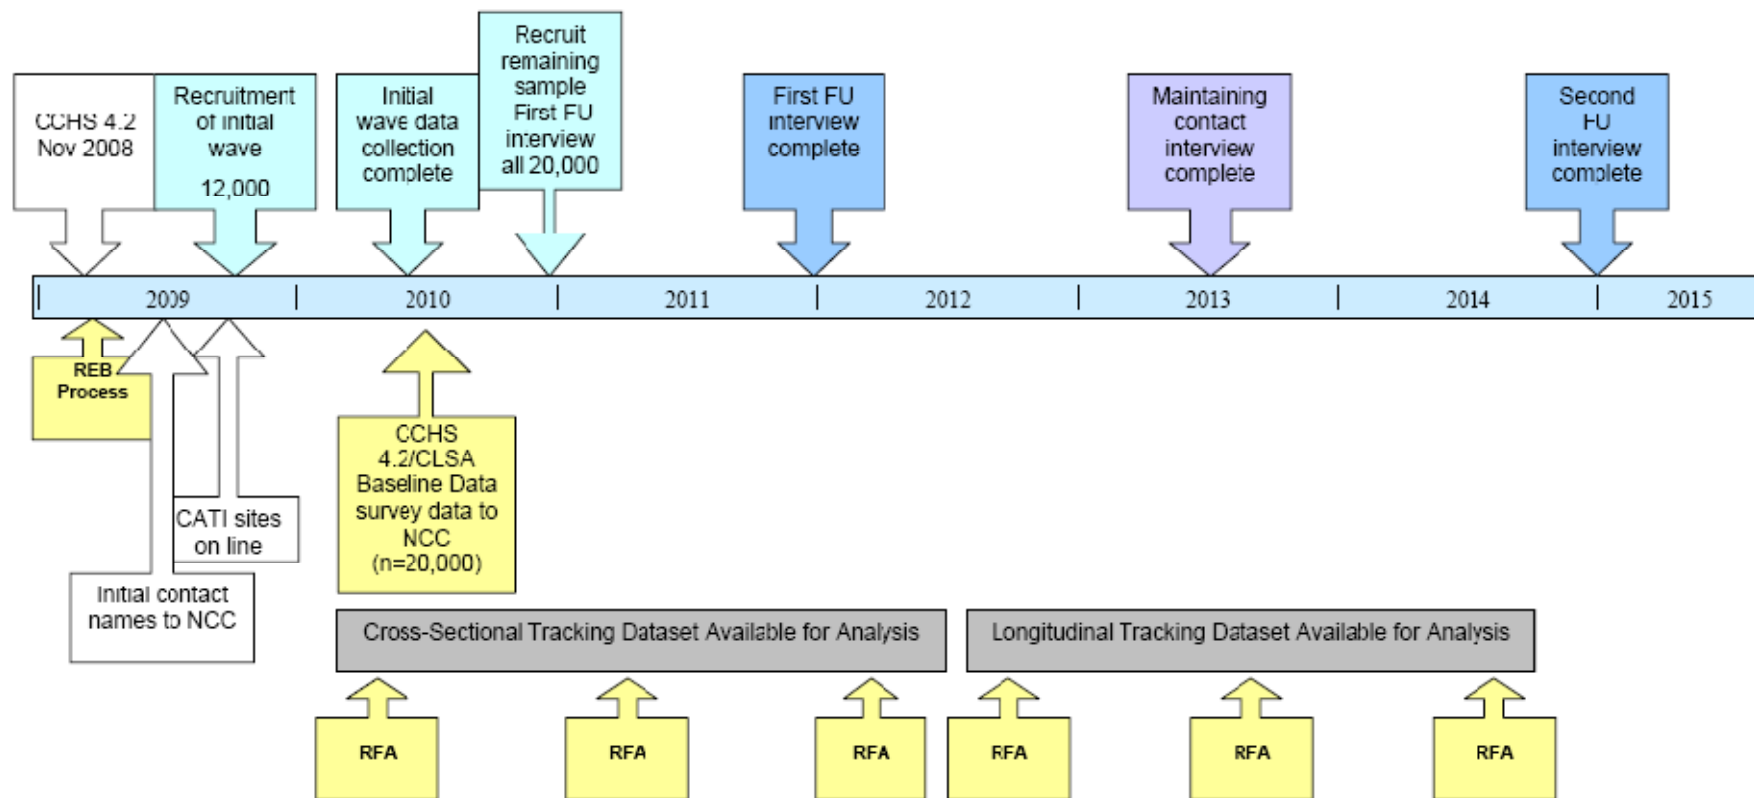 CCHS 4.2
Nov 2008
Recruitment
of initial
wave
12,000
Initial
wave data
collection
complete
Recruit
remaining
sample
First FU
interview
all 20,000
First FU
interview
complete
Maintaining
contact
interview
complete
Second
FU
interview
complete
2009
2010
2011
2012
2013
2014
2015
REB
Process
CATI sites
on line
Initial contact
names to NCC
CCHS
4.2/CLSA
Baseline Data
survey data to
NCC
(n=20,000)
Cross-Sectional Tracking Dataset Available for Analysis
Longitudinal Tracking Dataset Available for Analysis
RFA
RFA
RFA
RFA
RFA
RFA